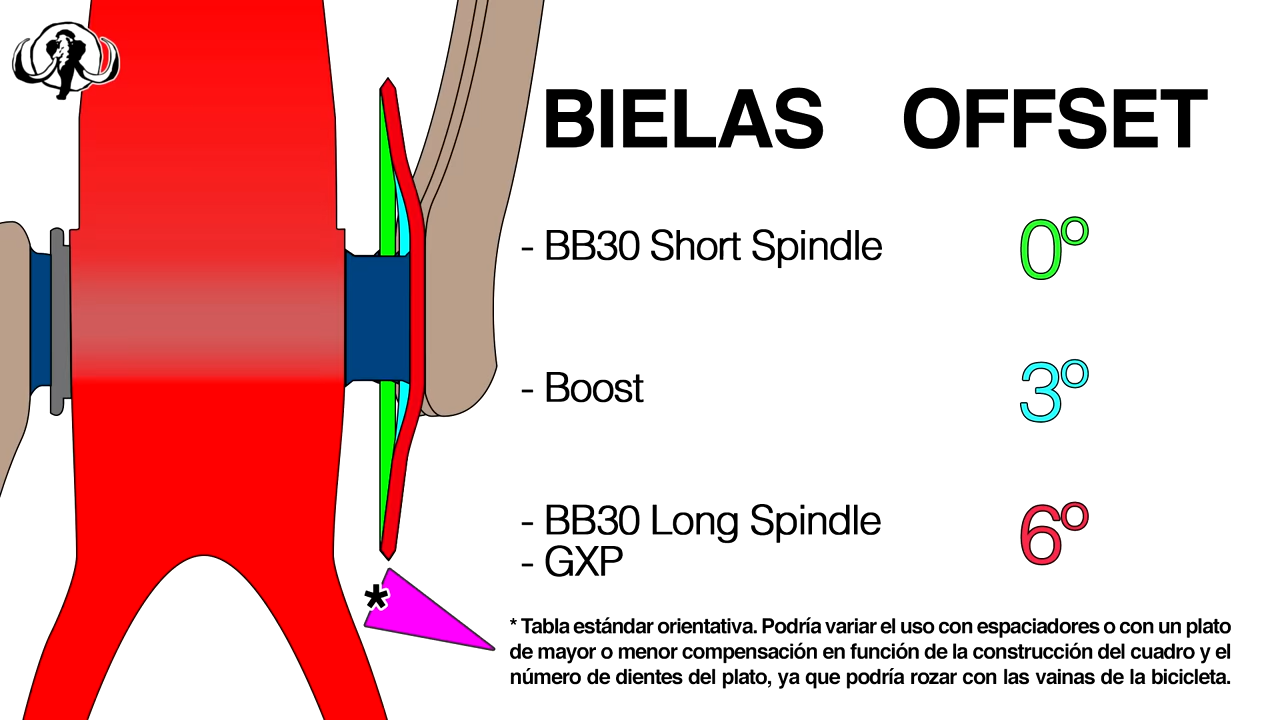 BIELAS OFFSET
- BB30 Short Spindle 0º
- Boost 3º
- BB30 Long Spindle 6º
- GXP
*
* Tabla estándar orientativa. Podría variar el uso con espaciadores o con un plato
de mayor o menor compensación en función de la construcción del cuadro y el
número de dientes del plato, ya que podría rozar con las vainas de la bicicleta.